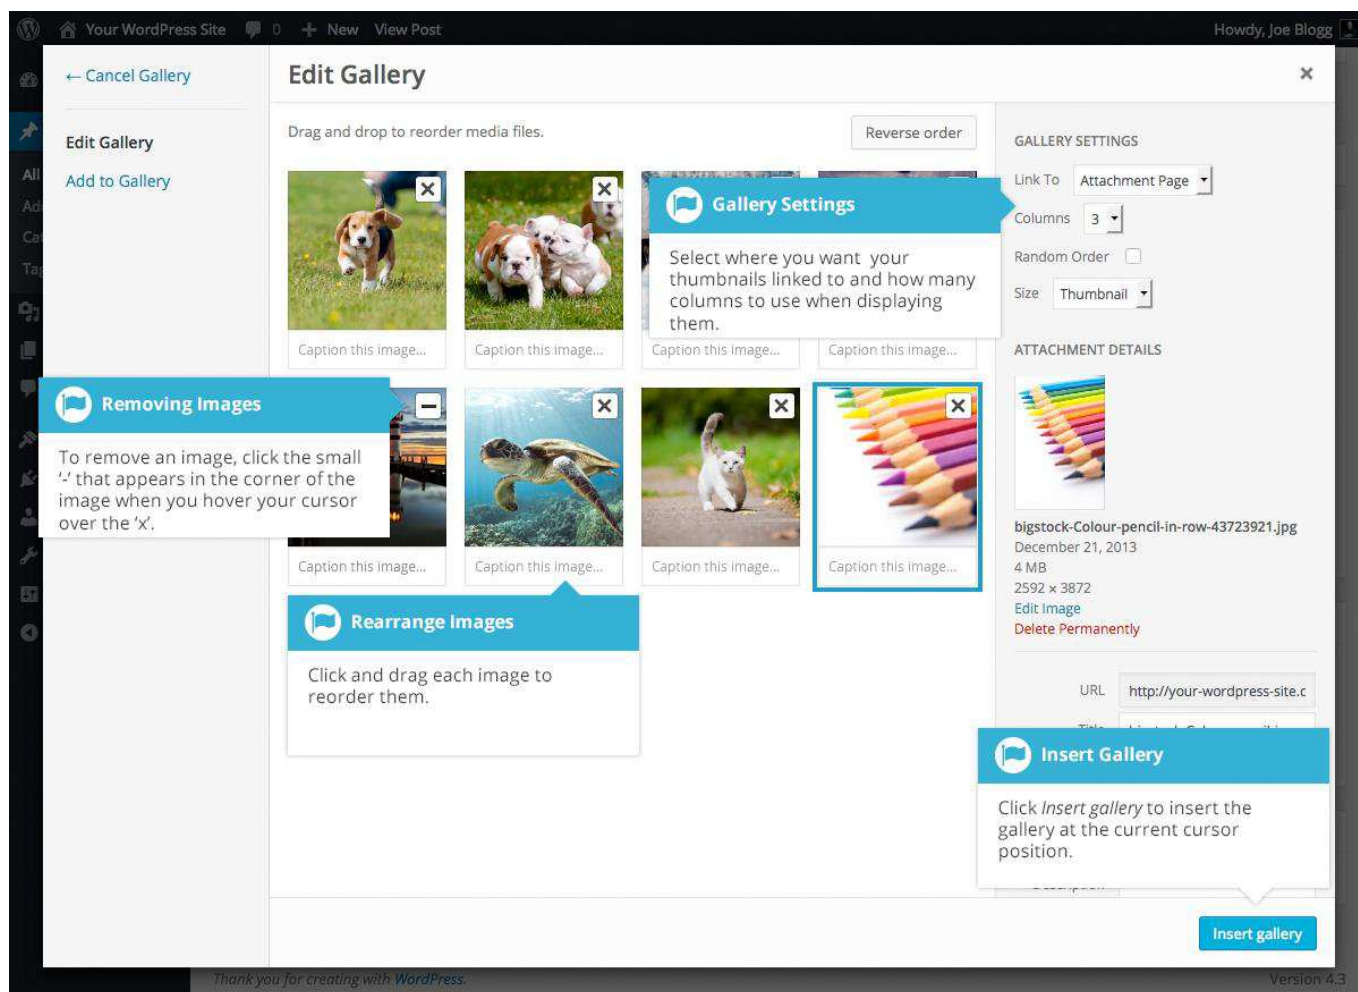 Your WordPress Site 0 + New View Post Howdy, Joe Blogg
← Cancel Gallery
Edit Gallery
Add to Gallery
All
Edit Gallery
Drag and drop to reorder media files.
Reverse order
Caption this image...
Caption this image...
Caption this image...
Caption this image...
Caption this image...
Caption this image...
Caption this image...
Caption this image...
Removing Images
To remove an image, click the small
‘-’ that appears in the corner of the
image when you hover your cursor
over the ‘x’.
Rearrange Images
Click and drag each image to
reorder them.
Gallery Settings
Select where you want your
thumbnails linked to and how many
columns to use when displaying
them.
GALLERY SETTINGS
Link To Attachment Page
Columns 3
Random Order
Size Thumbnail
ATTACHMENT DETAILS
bigstock-Colour-pencil-in-row-43723921.jpg
December 21, 2013
4 MB
2592 × 3872
Edit Image
Delete Permanently
URL http://your-wordpress-site.c
Title
Insert Gallery
Click Insert gallery to insert the
gallery at the current cursor
position.
Description
Insert gallery
Thank you for creating with WordPress.
Version 4.3